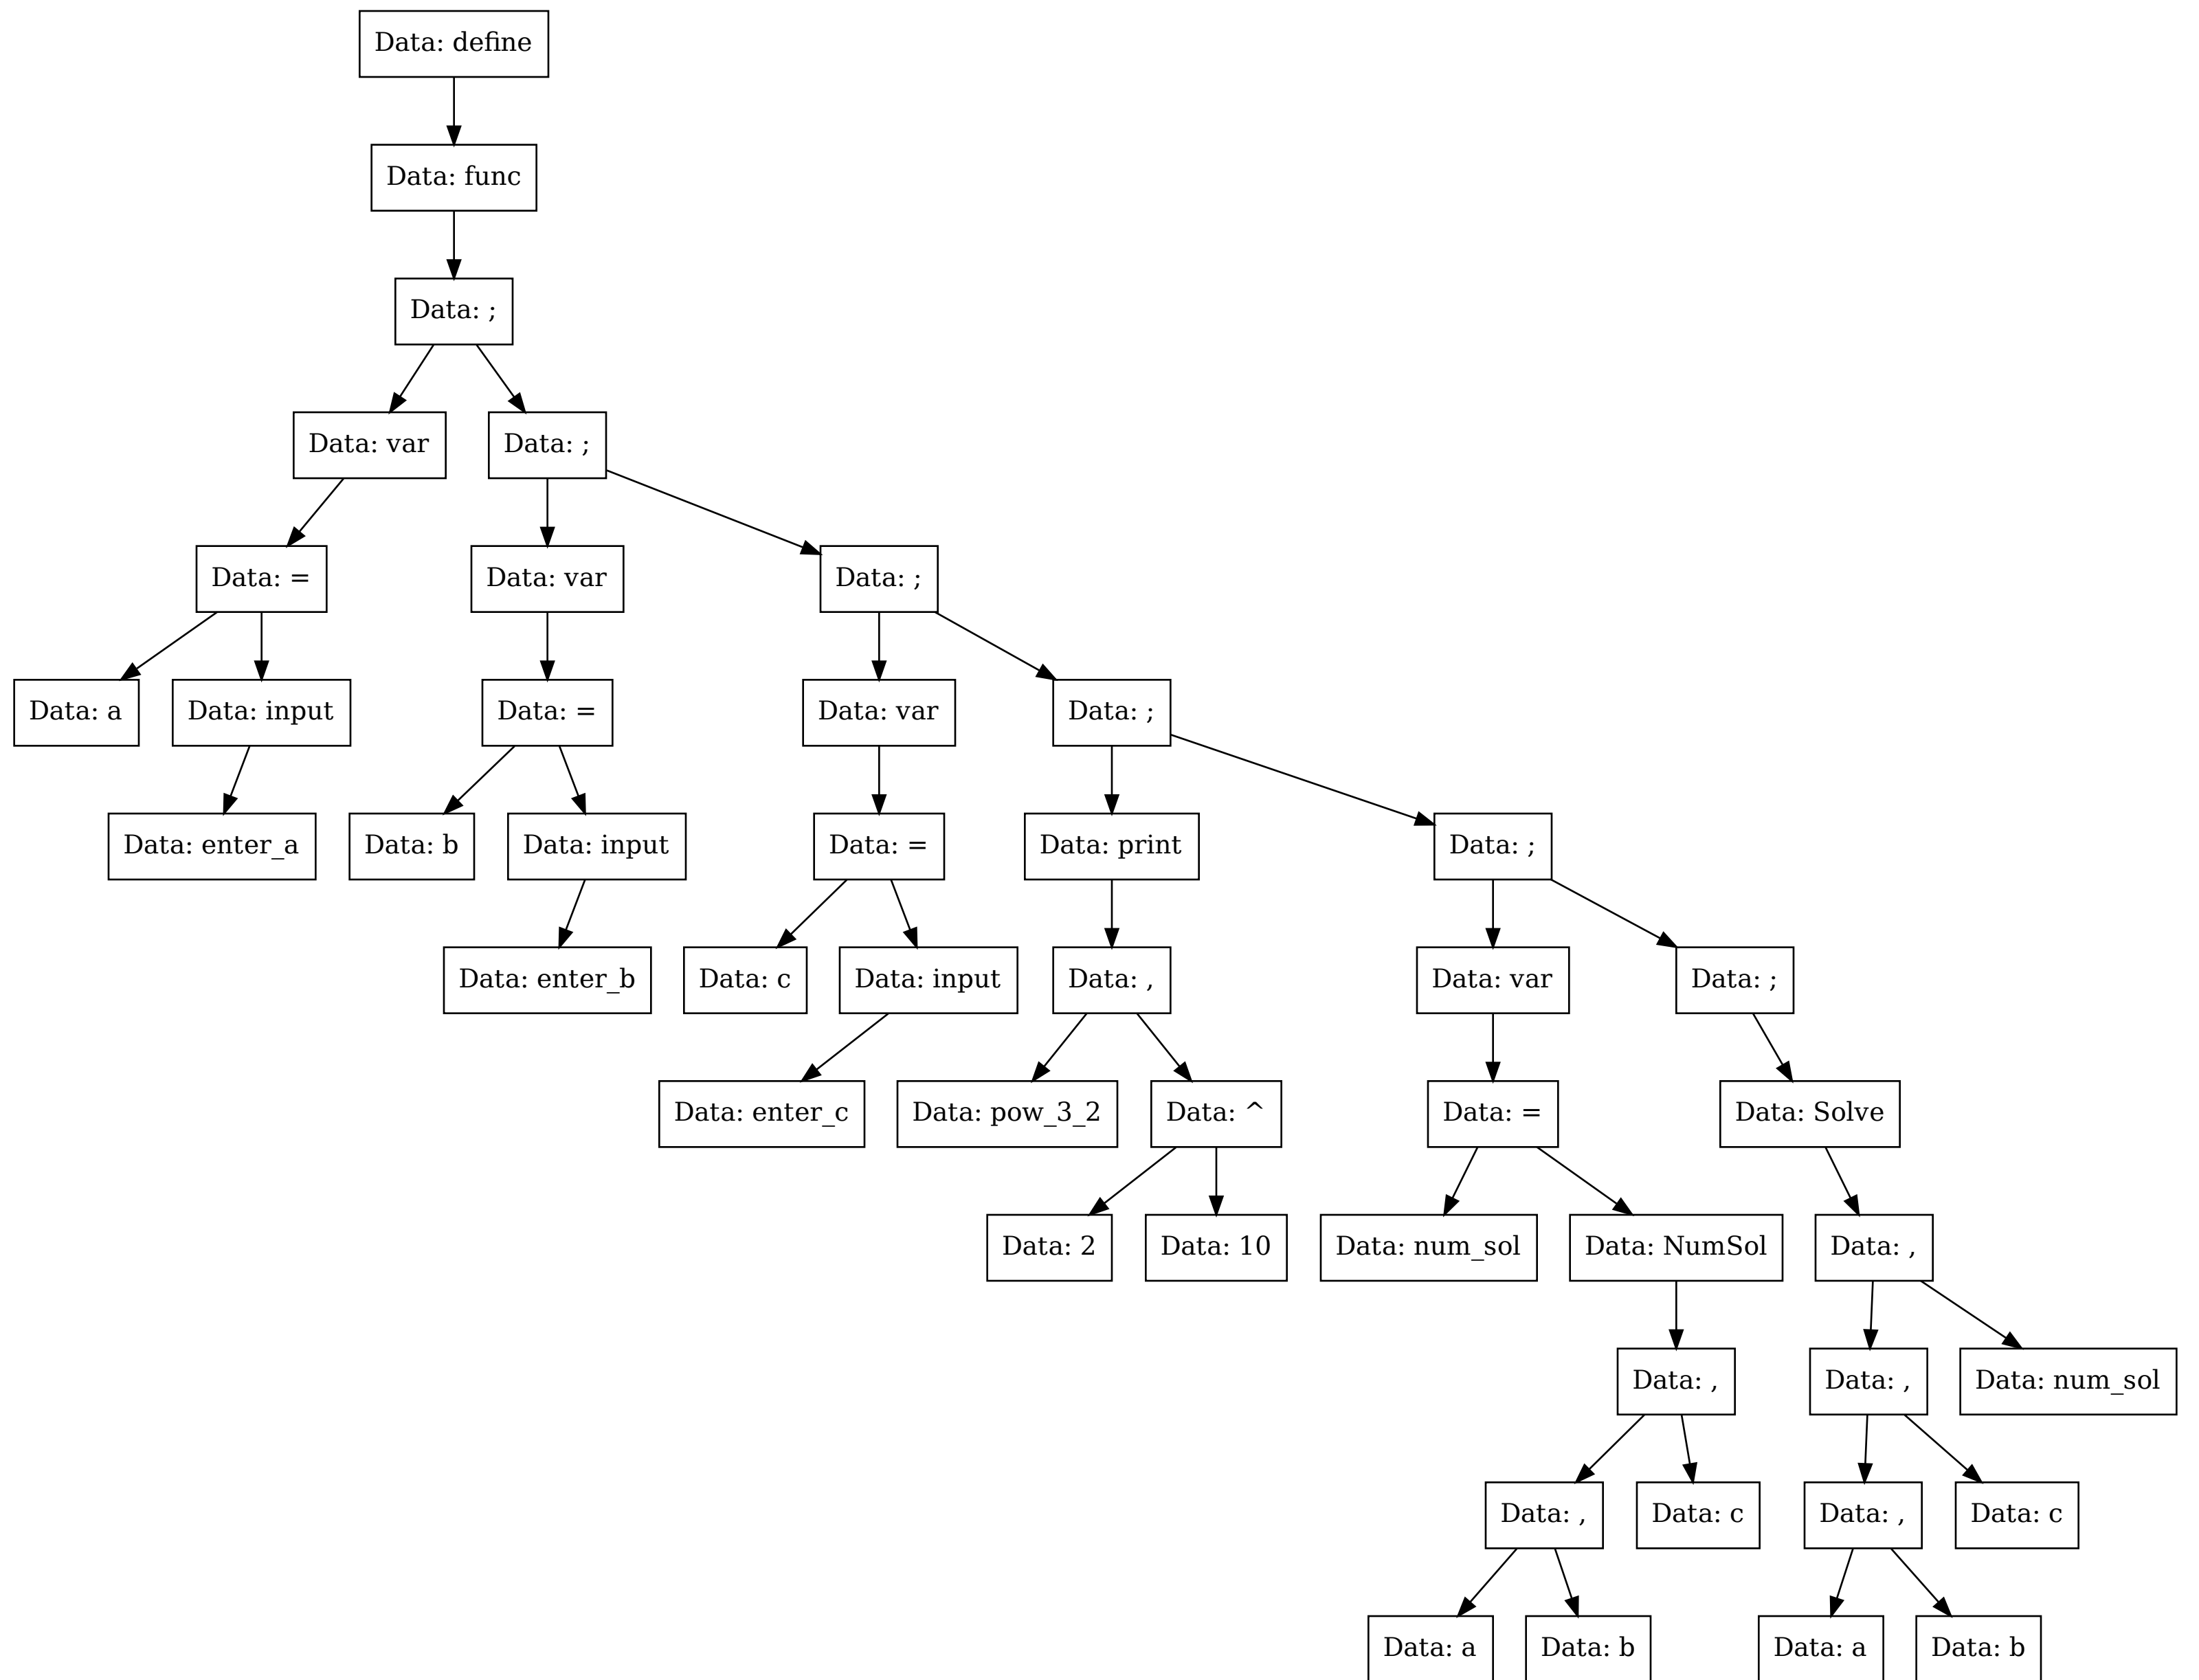 Data: define
Data: func
Data: ;
Data: var
Data: ;
Data: =
Data: var
Data: ;
Data: a
Data: input
Data: =
Data: var
Data: ;
Data: enter_a
Data: b
Data: input
Data: =
Data: print
Data: ;
Data: enter_b
Data: c
Data: input
Data: ,
Data: var
Data: ;
Data: enter_c
Data: pow_3_2
Data: ^
Data: =
Data: Solve
Data: 2
Data: 10
Data: num_sol
Data: NumSol
Data: ,
Data: ,
Data: ,
Data: num_sol
Data: ,
Data: c
Data: ,
Data: c
Data: a
Data: b
Data: a
Data: b